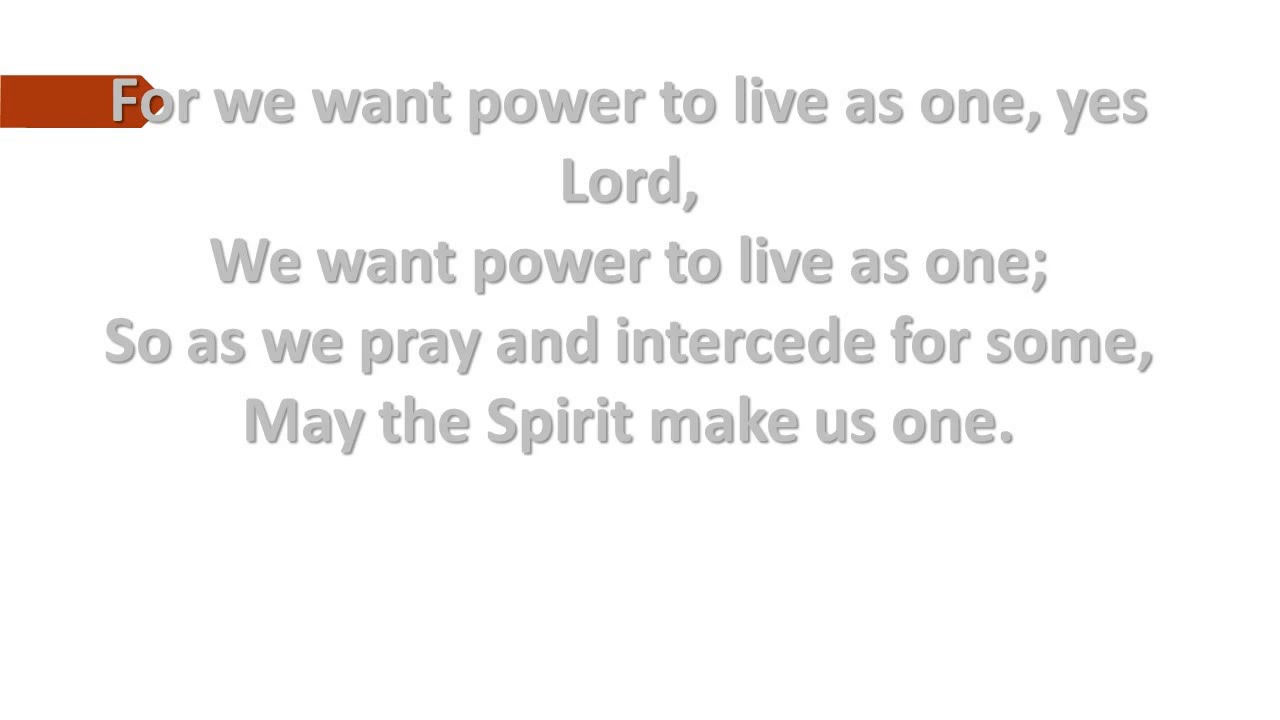 For we want power to live as one, yes
Lord,
We want power to live as one;
So as we pray and intercede for some,
May the Spirit make us one.